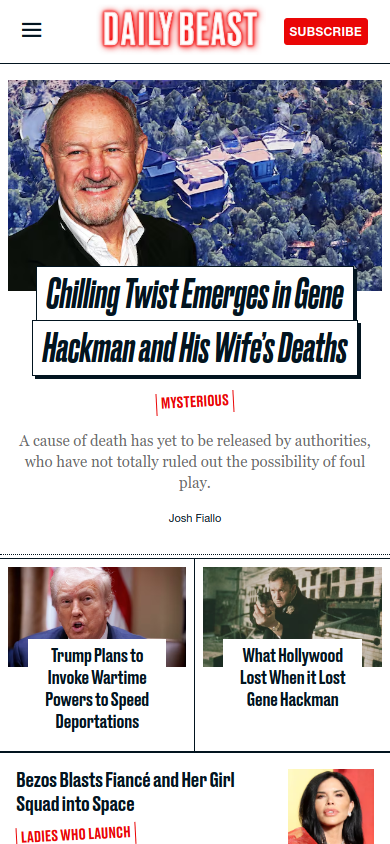 DAILY BEAST
SUBSCRIBE
Chilling Twist Emerges in Gene
Hackman and His Wife's Deaths
MYSTERIOUS
A cause of death has yet to be released by authorities,
who have not totally ruled out the possibility of foul
play.
Josh Fiallo
Trump Plans to
Invoke Wartime
Powers to Speed
Deportations
What Hollywood
Lost When it Lost
Gene Hackman
Bezos Blasts Fiancé and Her Girl
Squad into Space
LADIES WHO LAUNCH